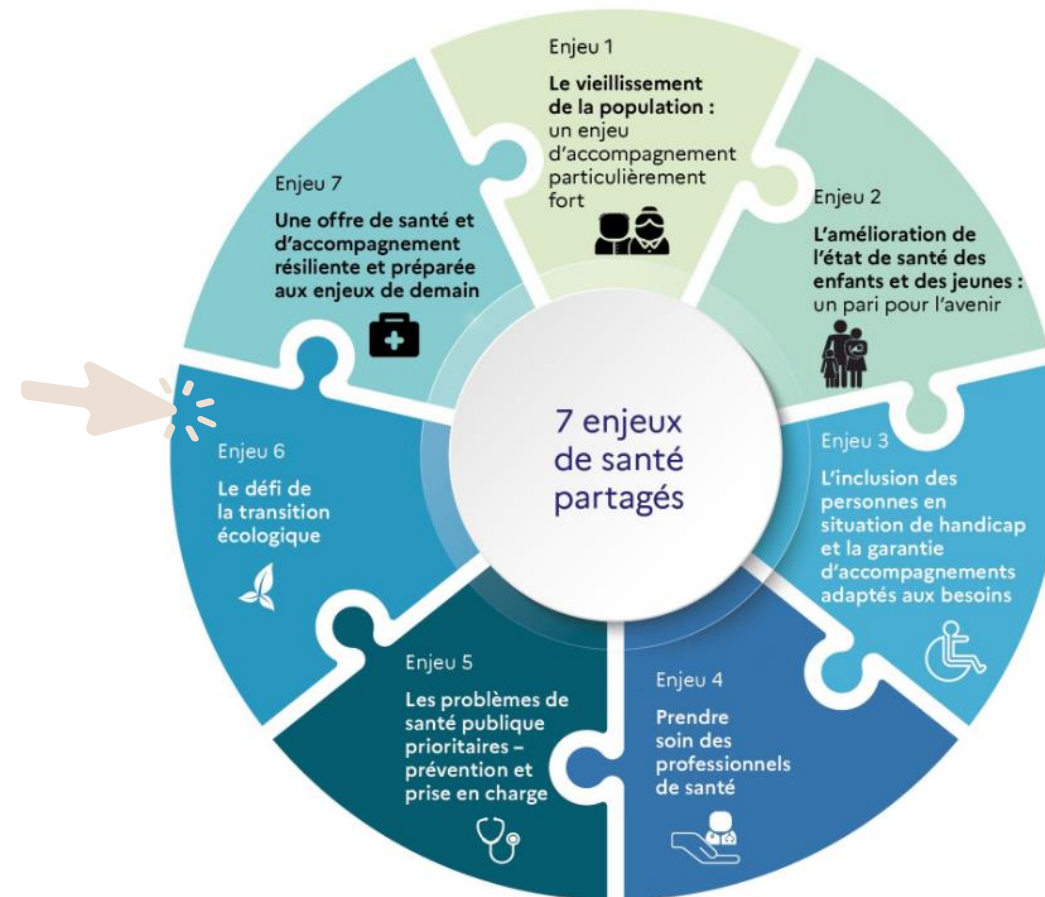 Enjeu 1
Le vieillissement
de la population :
un enjeu
d'accompagnement
particulièrement
fort
Enjeu 2
L'amélioration de
l'état de santé des
enfants et des jeunes :
un pari pour l'avenir
Enjeu 3
L'inclusion des
personnes en
situation de handicap
et la garantie
d'accompagnements
adaptés aux besoins
Enjeu 4
Prendre
soin des
professionnels
de santé
Enjeu 5
Les problèmes de
santé publique
prioritaires –
prévention et
prise en charge
Enjeu 6
Le défi de
la transition
écologique
Enjeu 7
Une offre de santé et
d'accompagnement
résiliente et préparée
aux enjeux de demain
7 enjeux
de santé
partagés